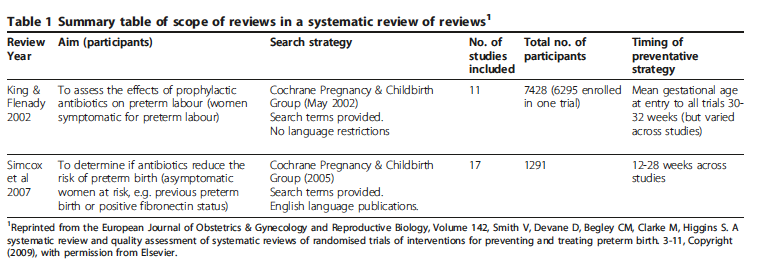 Table 1 Summary table of scope of reviews in a systematic review of reviews1
Review Year Aim (participants) Search strategy No. of studies included Total no. of participants Timing of preventative strategy
King & Flenady 2002 To assess the effects of prophylactic antibiotics on preterm labour (women symptomatic for preterm labour) Cochrane Pregnancy & Childbirth Group (May 2002) Search terms provided. No language restrictions 11 7428 (6295 enrolled in one trial) Mean gestational age at entry to all trials 30-32 weeks (but varied across studies)
Simcox et al 2007 To determine if antibiotics reduce the risk of preterm birth (asymptomatic women at risk, e.g. previous preterm birth or positive fibronectin status) Cochrane Pregnancy & Childbirth Group (2005) Search terms provided. English language publications. 17 1291 12-28 weeks across studies
1Reprinted from the European Journal of Obstetrics & Gynecology and Reproductive Biology, Volume 142, Smith V, Devane D, Begley CM, Clarke M, Higgins S. A
systematic review and quality assessment of systematic reviews of randomised trials of interventions for preventing and treating preterm birth. 3-11, Copyright
(2009), with permission from Elsevier.